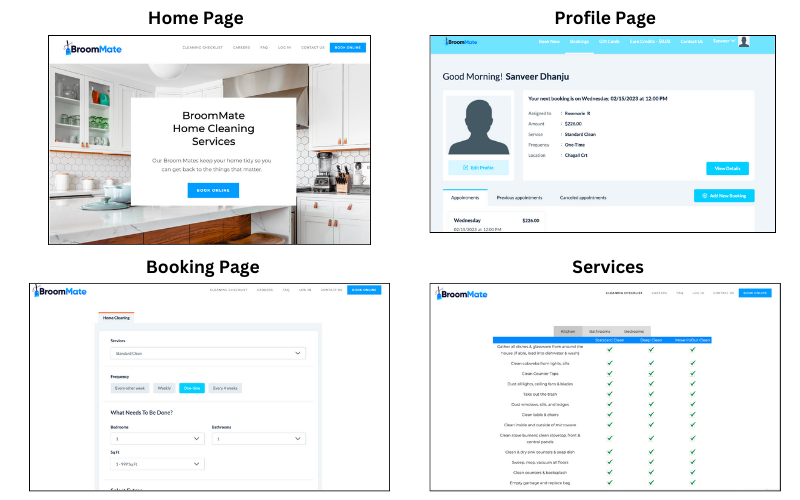 Home Page
BroomMate
CLEANING CHECKLIST CAREERS FAQ LOG IN CONTACT US BOOK ONLINE
BroomMate
Home Cleaning
Services
Our Broom Mates keep your home tidy so you
can get back to the things that matter.
BOOK ONLINE
Profile Page
BroomMate
Book Now Bookings Gift Cards Contact Us Sanveer
Good Morning! Sanveer Dhanju
Edit Profile
Your next booking is on Wednesday, 02/15/2023 at 12:00 PM
Assigned to : Rosemarie R
Amount : $226.00
Service : Standard Clean
Frequency : One-Time
Location : Chagall Crt
View Details
Appointments Previous appointments Canceled appointments
Add New Booking
Wednesday $226.00
02/15/2023 at 12:00 PM
Booking Page
BroomMate
CLEANING CHECKLIST CAREERS FAQ LOG IN CONTACT US BOOK ONLINE
Home Cleaning
Services
Standard Clean
Frequency
Every other week Weekly One-time Every 4 weeks
What Needs To Be Done?
Bedrooms Bathrooms
1 1
Sq Ft
1 - 999 Sq Ft
Select Extras
Services
BroomMate
CLEANING CHECKLIST CAREERS FAQ LOG IN CONTACT US BOOK ONLINE
Kitchen Bathrooms Bedrooms
Standard Clean Deep Clean Move In/Out Clean
Gather all dishes & glassware from around the
house (if able, load into dishwasher & wash)
Clean cobwebs from lights, sills
Clean Counter Tops
Dust all lights, ceiling fans & blades
Take out the trash
Dust windows, sills, and ledges
Clean table & chairs
Clean inside and outside of microwave
Clean stove burners, clean stovetop, front &
control panels
Clean & dry sink counters & soap dish
Sweep, mop, vacuum all floors
Clean counters & backsplash
Empty garbage and replace bag